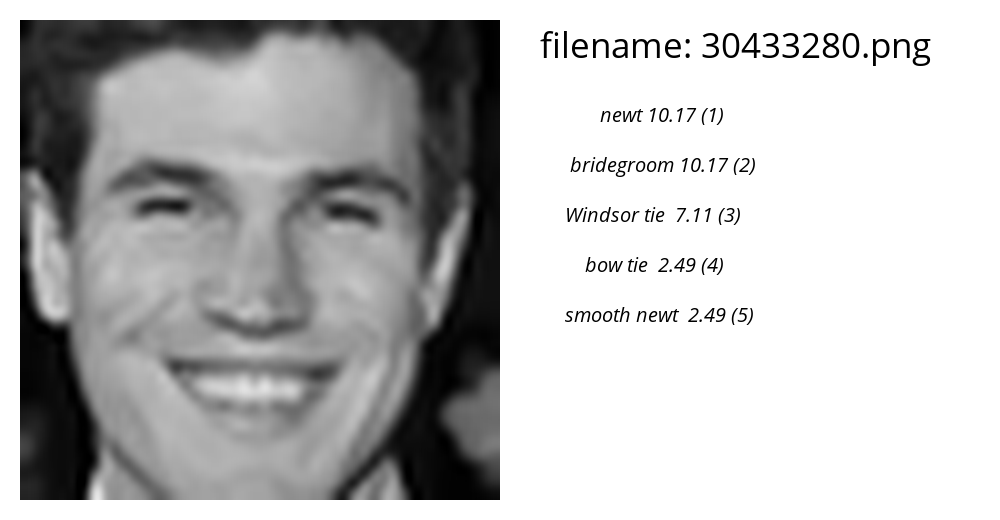 filename: 30433280.png
newt 10.17 (1)
bridegroom 10.17 (2)
Windsor tie 7.11 (3)
bow tie 2.49 (4)
smooth newt 2.49 (5)